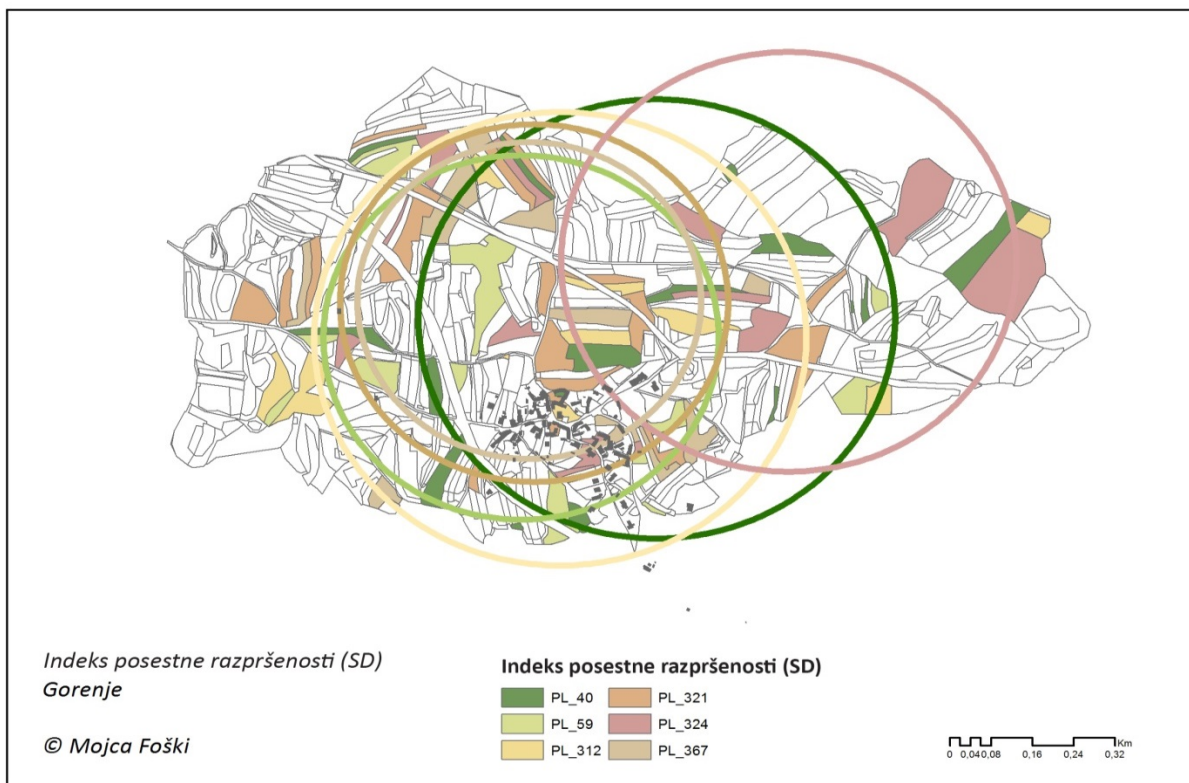 Indeks posestne razpršenosti (SD)
Gorenje
© Mojca Foški
Indeks posestne razpršenosti (SD)
PL_40 PL_321
PL_59 PL_324
PL_312 PL_367
Km
0 0,04 0,08 0,16 0,24 0,32